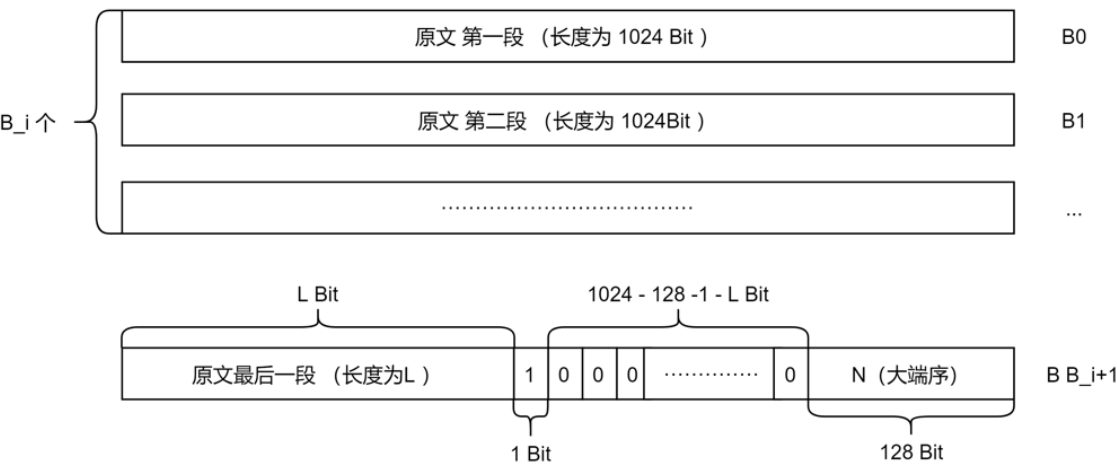 原文 第一段 （长度为 1024 Bit ）
B0
B_i 个
原文 第二段 （长度为 1024Bit ）
B1
.....................................
...
L Bit
1024 - 128 -1 - L Bit
原文最后一段 （长度为L ）
1
0
0
0
..............
0
N（大端序）
B B_i+1
1 Bit
128 Bit